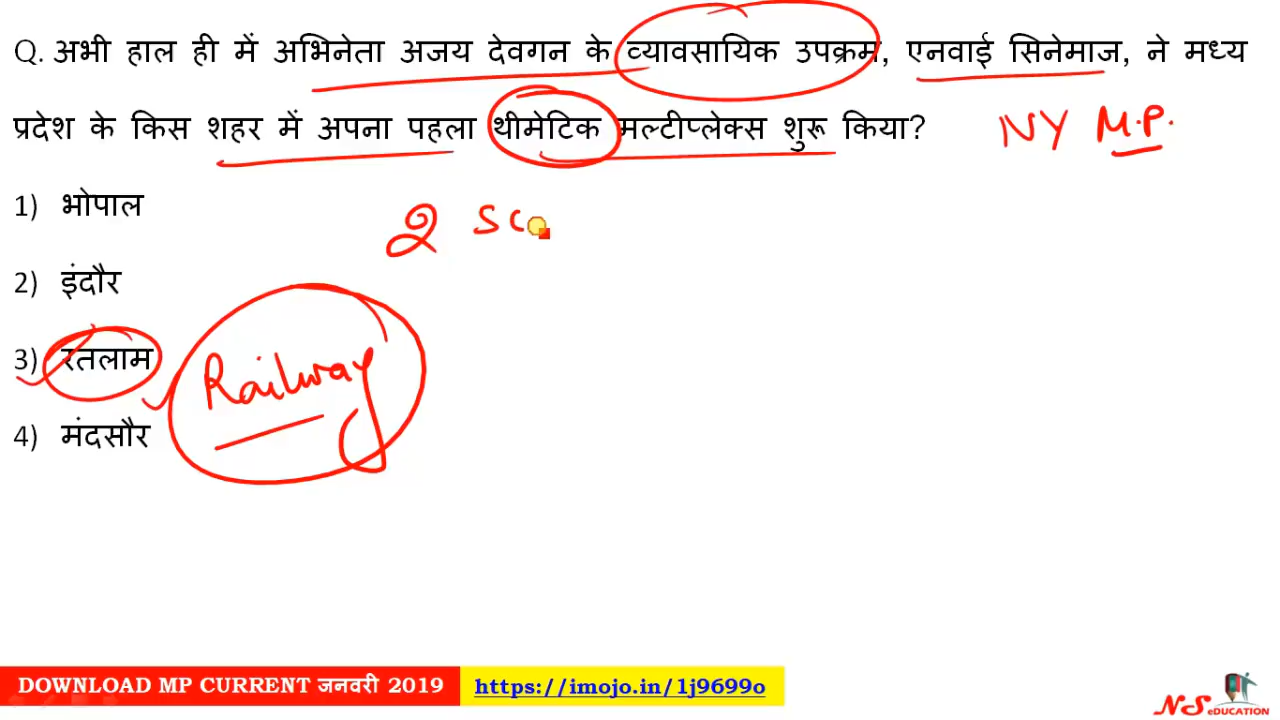 Q. अभी हाल ही में अभिनेता अजय देवगन के व्यावसायिक उपक्रम, एनवाई सिनेमाज, ने मध्य
प्रदेश के किस शहर में अपना पहला थीमेटिक मल्टीप्लेक्स शुरू किया?
NY M.P.
1) भोपाल
2 SC
2) इंदौर
3) रतलाम
Railway
4) मंदसौर
DOWNLOAD MP CURRENT जनवरी 2019 https://imojo.in/1j9699o
NS eDUCATION